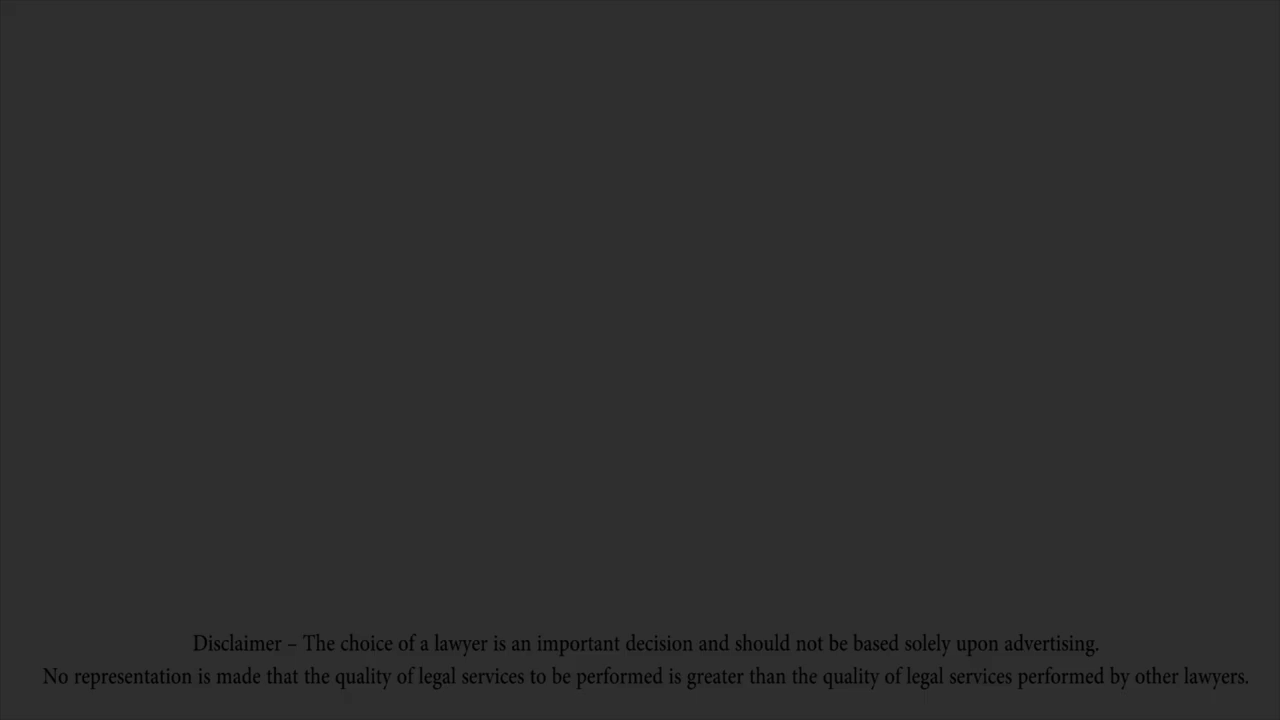 Disclaimer – The choice of a lawyer is an important decision and should not be based solely upon advertising.
No representation is made that the quality of legal services to be performed is greater than the quality of legal services performed by other lawyers.